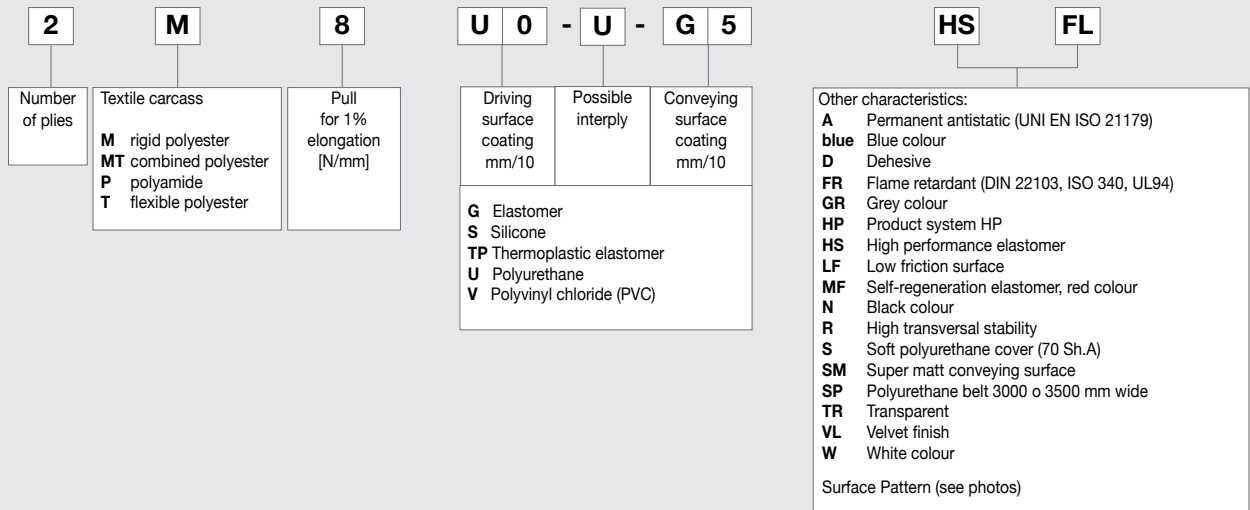 2 M 8 U 0 - U - G 5 HS FL
Number
of plies
Textile carcass
M rigid polyester
MT combined polyester
P polyamide
T flexible polyester
Pull
for 1%
elongation
[N/mm]
Driving
surface
coating
mm/10
Possible
interply
Conveying
surface
coating
mm/10
G Elastomer
S Silicone
TP Thermoplastic elastomer
U Polyurethane
V Polyvinyl chloride (PVC)
Other characteristics:
A Permanent antistatic (UNI EN ISO 21179)
blue Blue colour
D Dehesive
FR Flame retardant (DIN 22103, ISO 340, UL94)
GR Grey colour
HP Product system HP
HS High performance elastomer
LF Low friction surface
MF Self-regeneration elastomer, red colour
N Black colour
R High transversal stability
S Soft polyurethane cover (70 Sh.A)
SM Super matt conveying surface
SP Polyurethane belt 3000 o 3500 mm wide
TR Transparent
VL Velvet finish
W White colour
Surface Pattern (see photos)